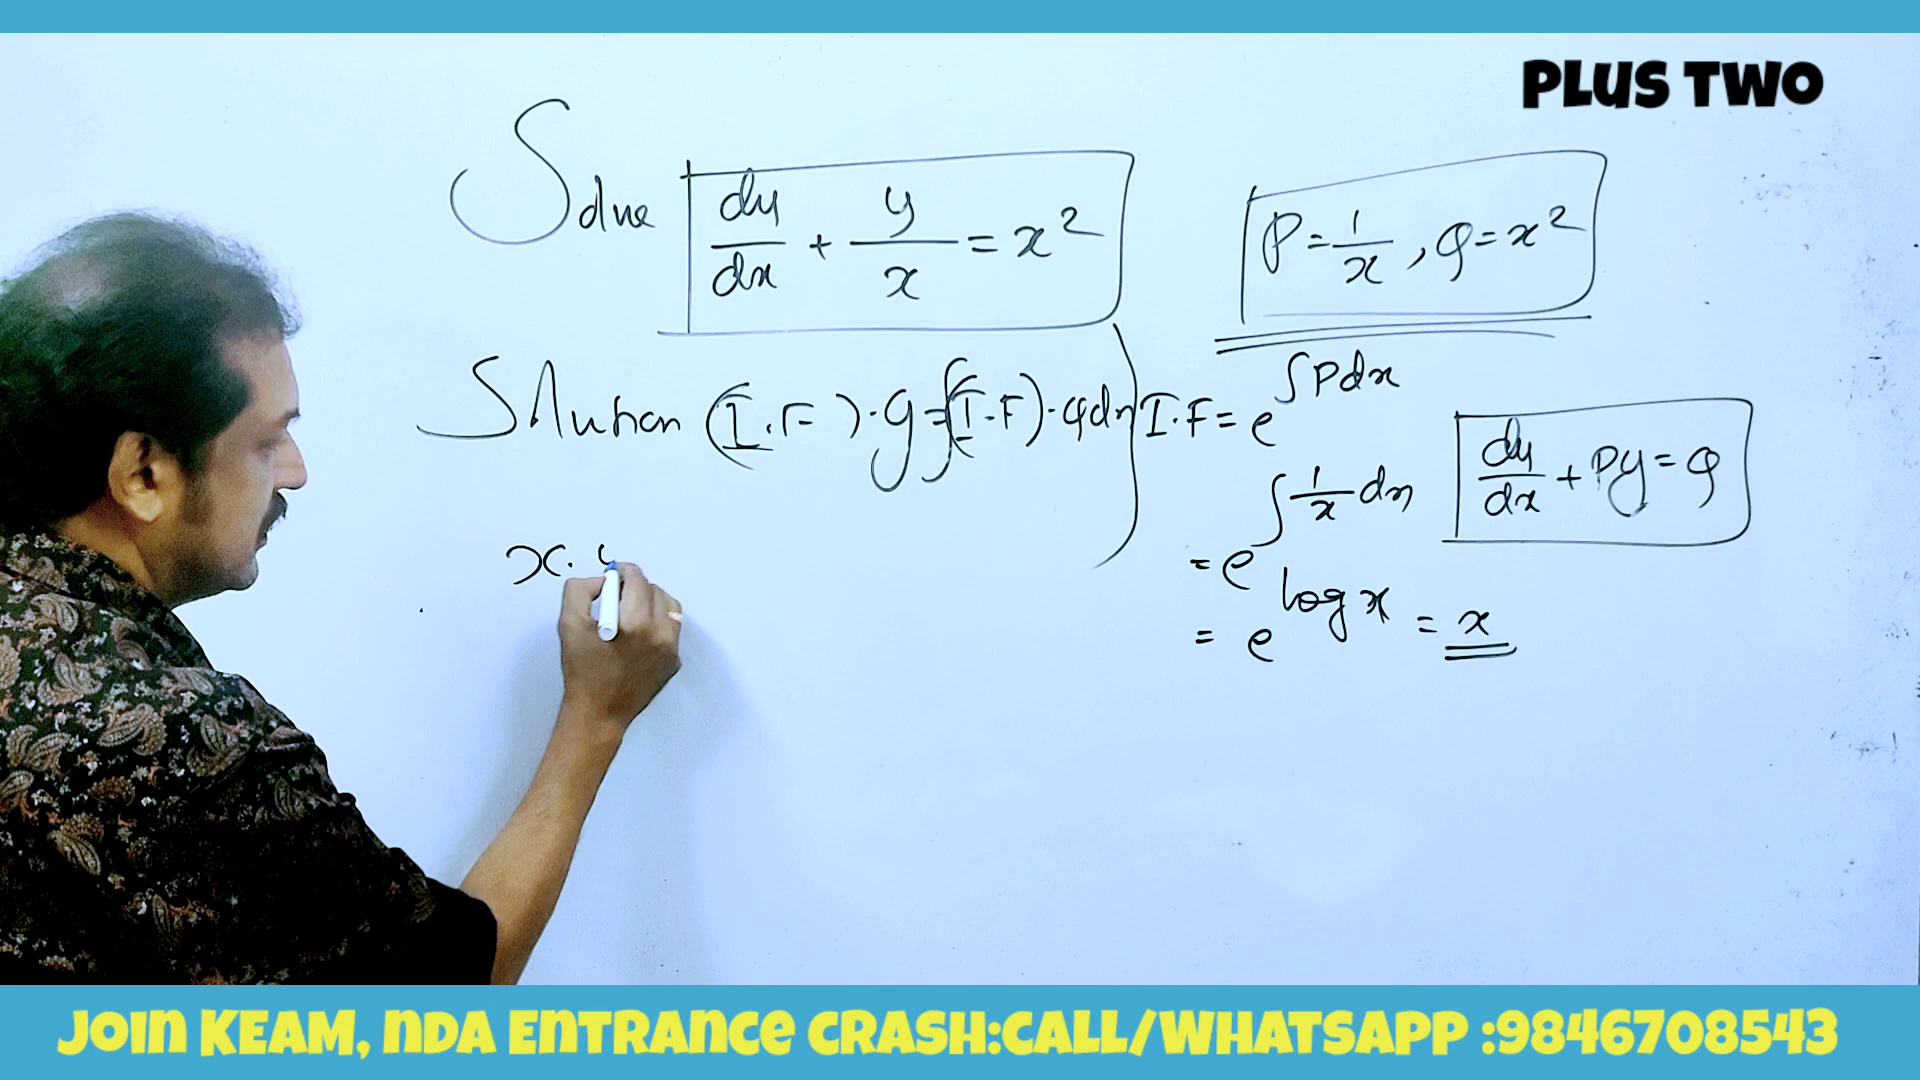 PLUS TWO
Solve dy/dx + y/x = x²
P = 1/x , Q = x²
Solution (I.F) · y = ∫(I.F) · Q dx
I.F = e^∫Pdx
dy/dx + Py = Q
= e^∫1/x dx
= e^log x = x
x · y
JOIN KEAM, NDA ENTRANCE CRASH:CALL/WHATSAPP :9846708543